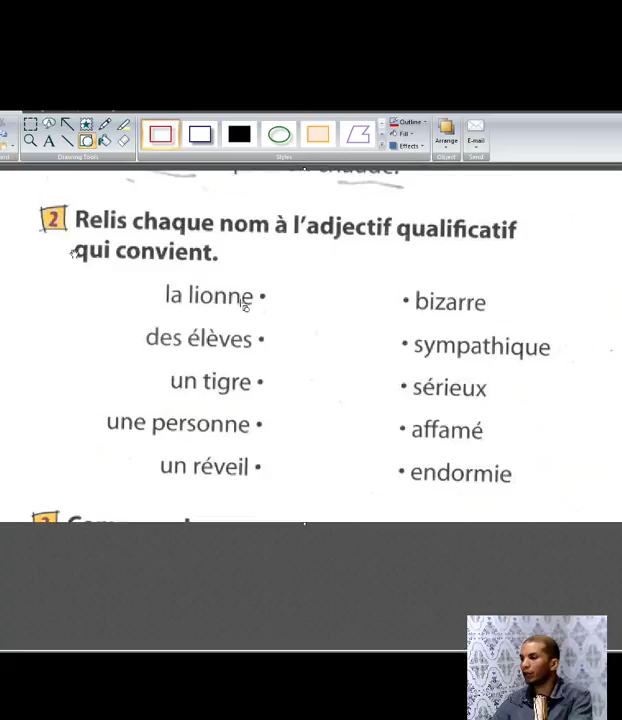 Outline
Fill
Effects
Arrange
E-mail
Drawing Tools
Styles
Object
Send
2 Relis chaque nom à l'adjectif qualificatif
qui convient.
la lionne • • bizarre
des élèves • • sympathique
un tigre • • sérieux
une personne • • affamé
un réveil • • endormie